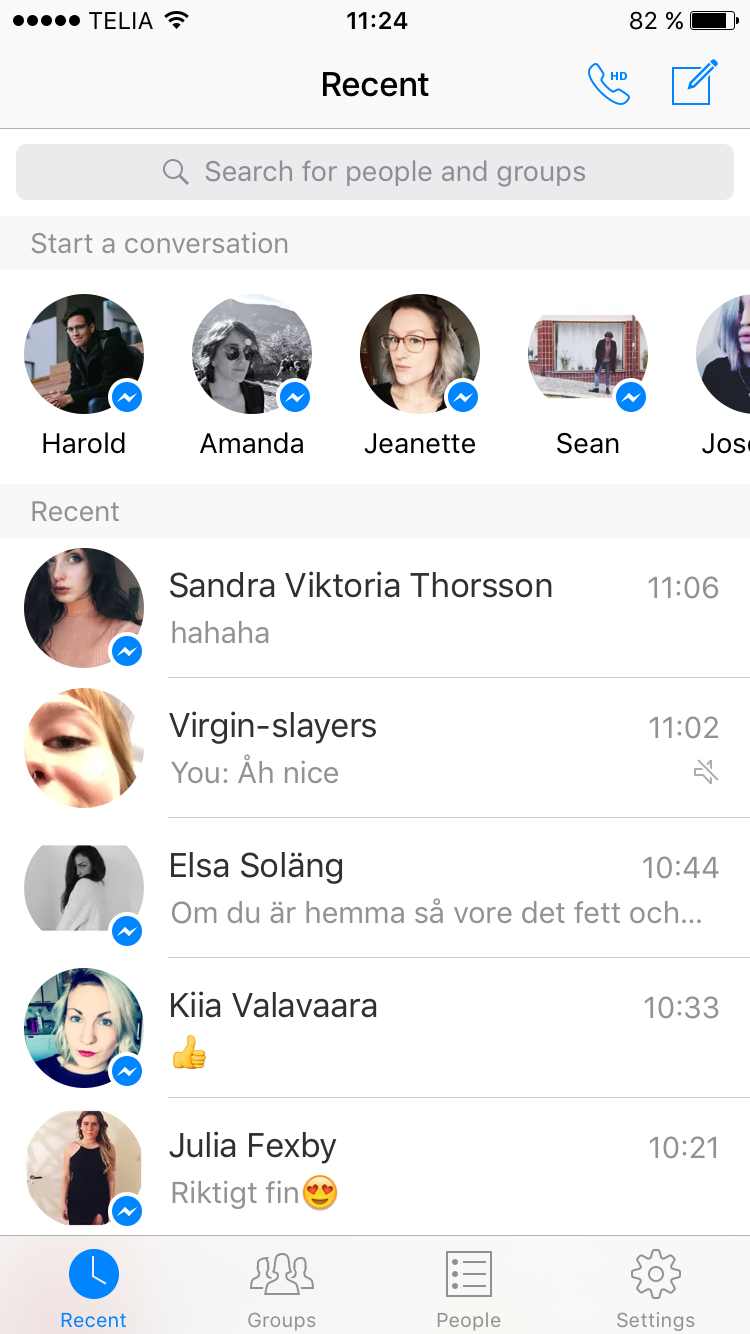 TELIA 11:24 82 %
Recent HD
Search for people and groups
Start a conversation
Harold Amanda Jeanette Sean Jose
Recent
Sandra Viktoria Thorsson 11:06
hahaha
Virgin-slayers 11:02
You: Åh nice
Elsa Soläng 10:44
Om du är hemma så vore det fett och...
Kiia Valavaara 10:33
👍
Julia Fexby 10:21
Riktigt fin😍
Recent Groups People Settings